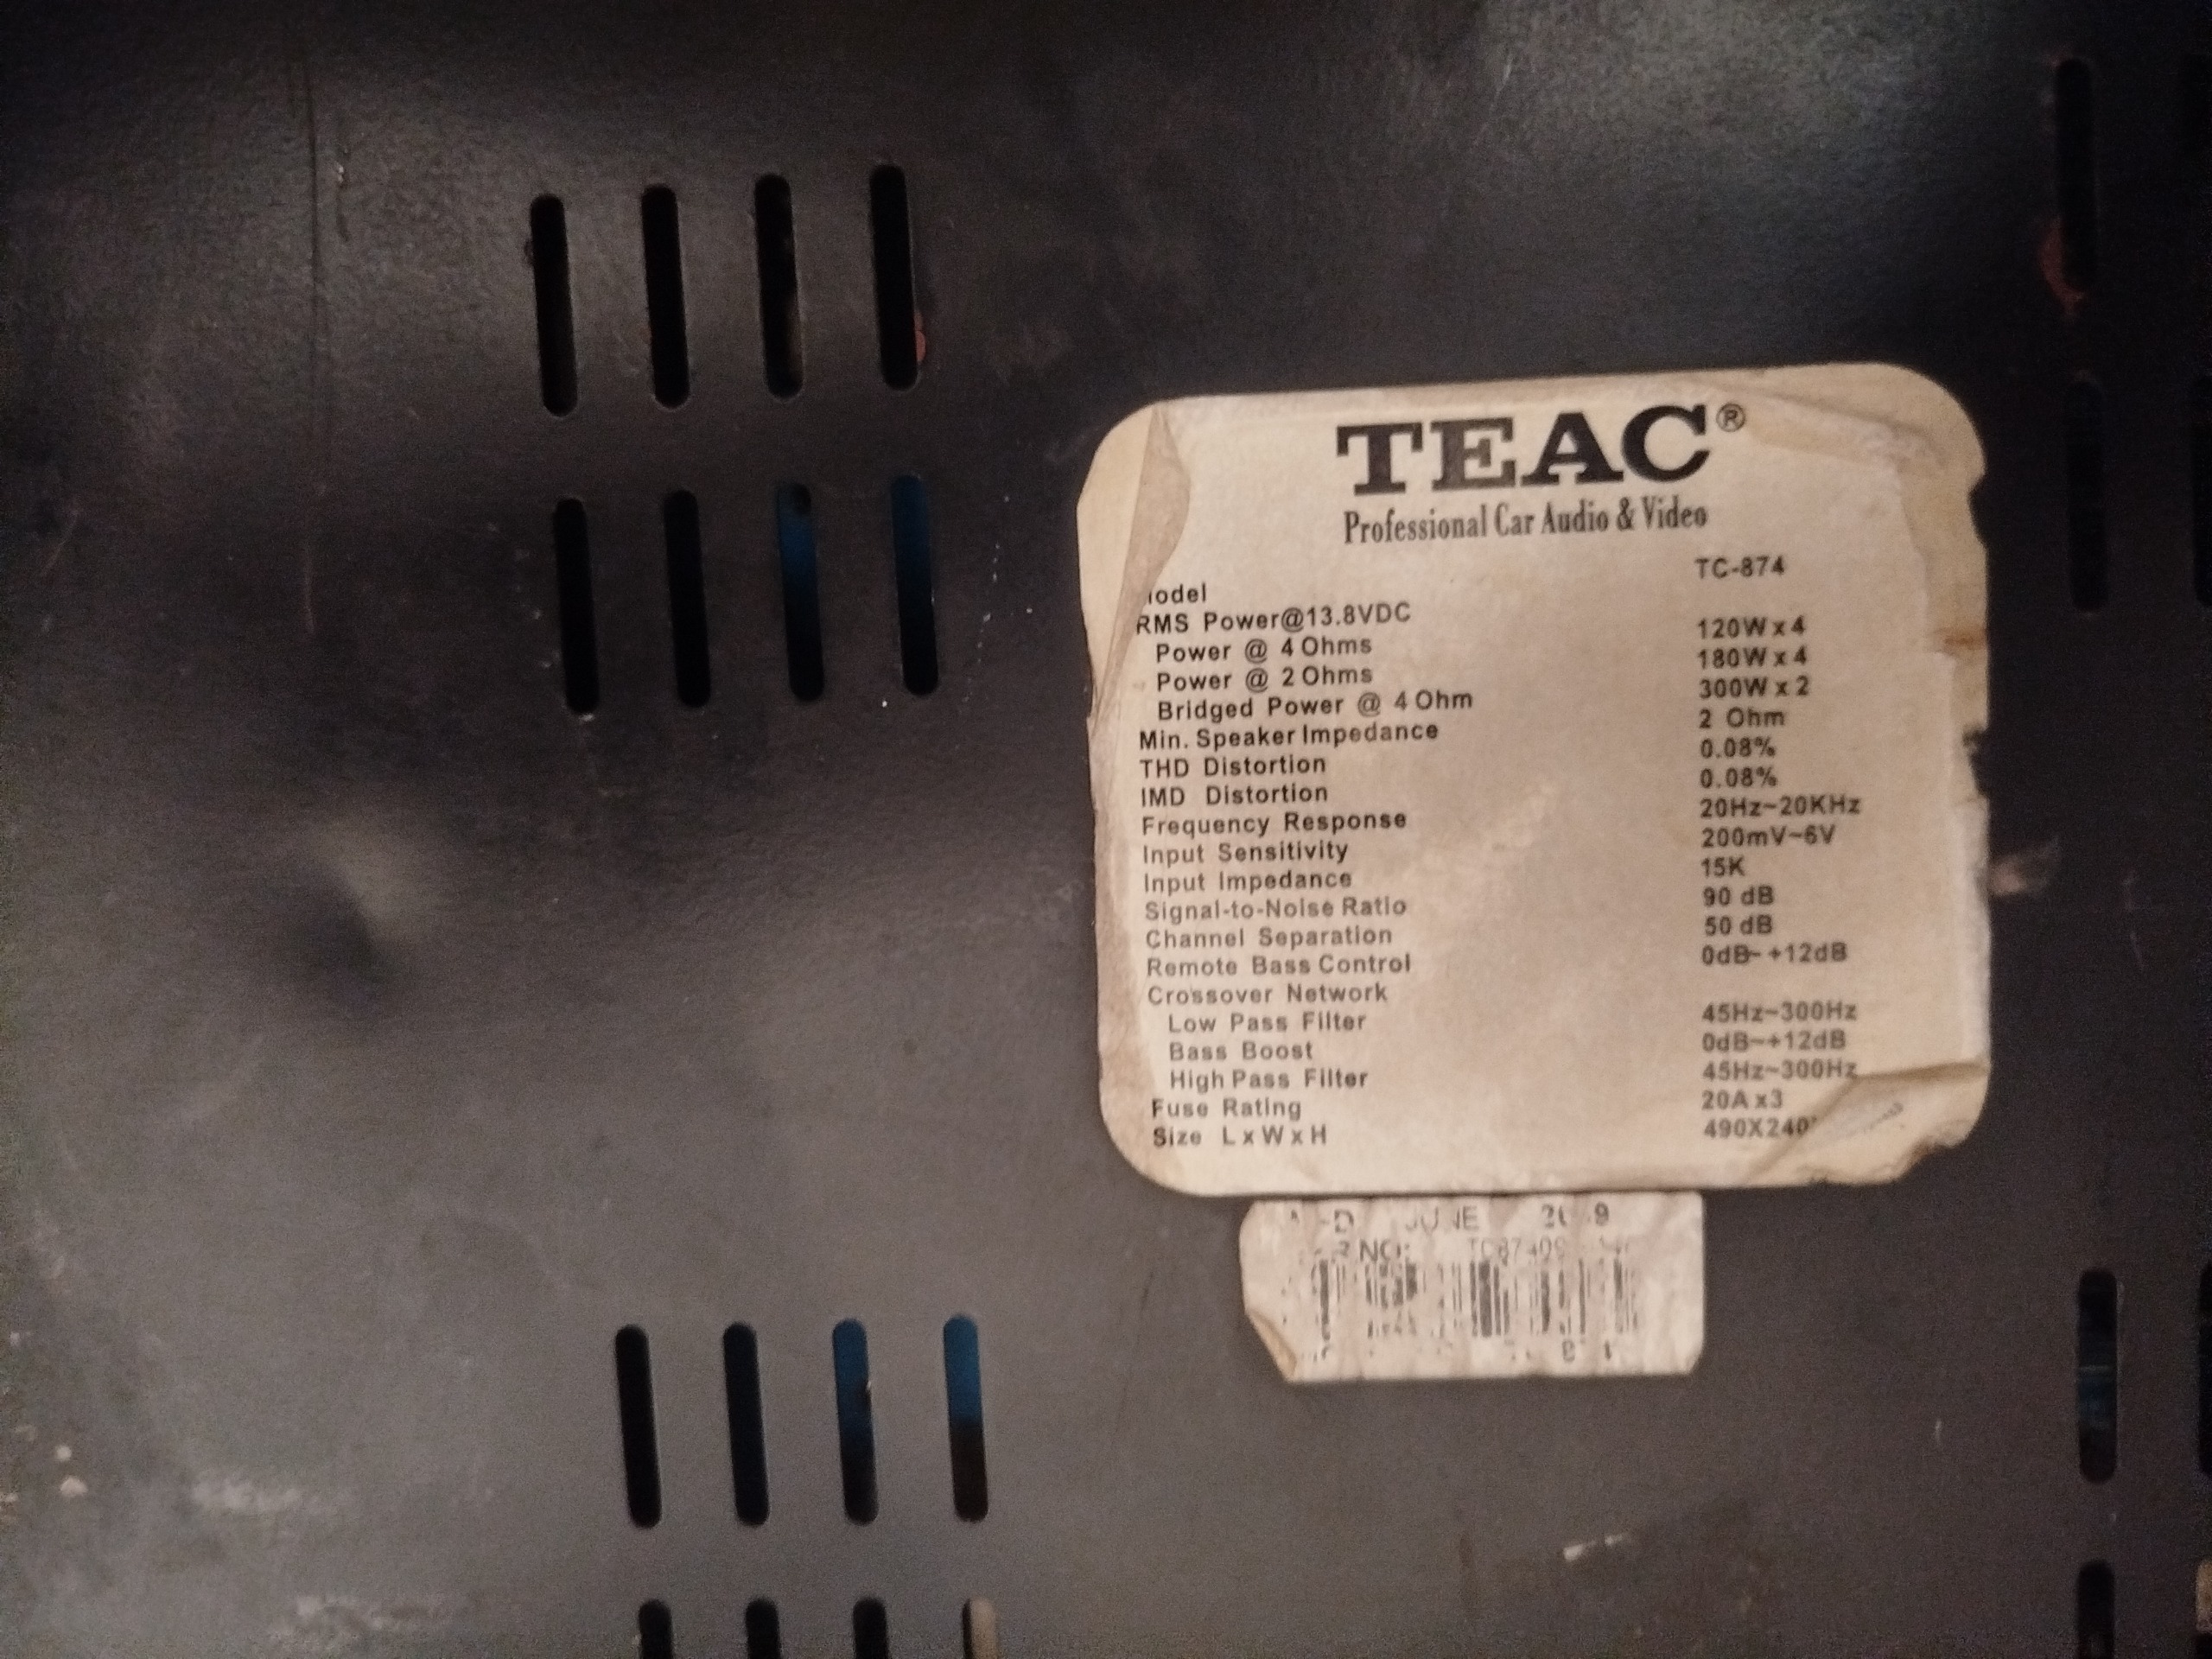 TEAC®
Professional Car Audio & Video
TC-874
RMS Power@13.8VDC
Power @ 4 Ohms 120W x 4
Power @ 2 Ohms 180W x 4
Bridged Power @ 4 Ohm 300W x 2
Min. Speaker Impedance 2 Ohm
THD Distortion 0.08%
IMD Distortion 0.08%
Frequency Response 20Hz~20KHz
Input Sensitivity 200mV~6V
Input Impedance 15K
Signal-to-Noise Ratio 90 dB
Channel Separation 50 dB
Remote Bass Control 0dB~+12dB
Crossover Network
Low Pass Filter 45Hz~300Hz
Bass Boost 0dB~+12dB
High Pass Filter 45Hz~300Hz
Fuse Rating 20A x3
Size L x W x H 490X240
JUNE
NO: